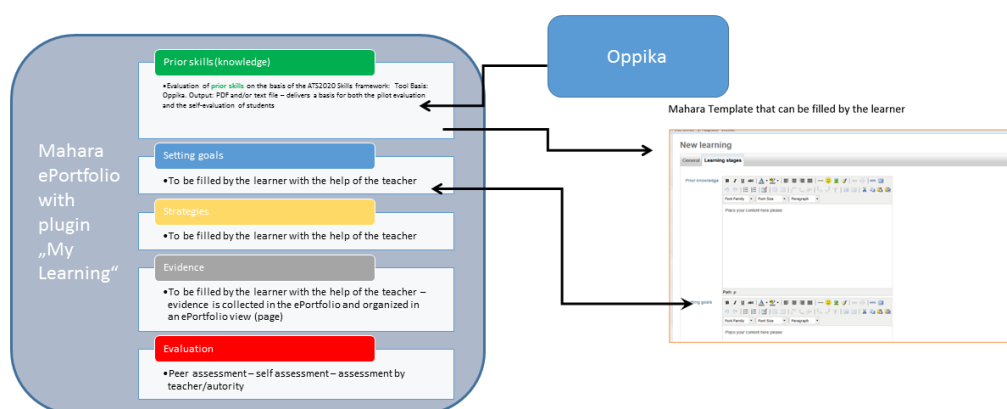 Oppika
Prior skills(knowledge)
•Evaluation of prior skills on the basis of the ATS2020 Skills framework: Tool Basis:
Oppika. Output: PDF and/or text file – delivers a basis for both the pilot evaluation
and the self-evaluation of students
Mahara
ePortfolio
with
plugin
„My
Learning“
Setting goals
•To be filled by the learner with the help of the teacher
Strategies
•To be filled by the learner with the help of the teacher
Evidence
•To be filled by the learner with the help of the teacher –
evidence is collected in the ePortfolio and organized in
an ePortfolio view (page)
Evaluation
•Peer assessment – self assessment – assessment by
teacher/autority
Mahara Template that can be filled by the learner
New learning
General Learning stages
Prior knowledge
Font Family Font Size Paragraph
Place your content here please
Path: p
goals
Font Family Font Size Paragraph
Place your content here please